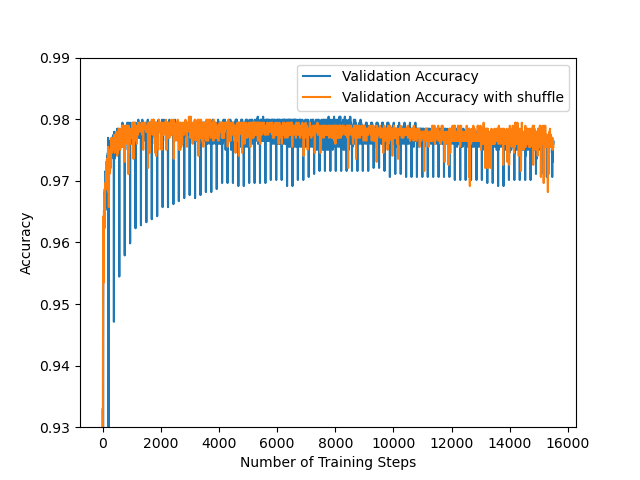 0.99
0.98
0.97
0.96
0.95
0.94
0.93
Accuracy
Validation Accuracy
Validation Accuracy with shuffle
0 2000 4000 6000 8000 10000 12000 14000 16000
Number of Training Steps